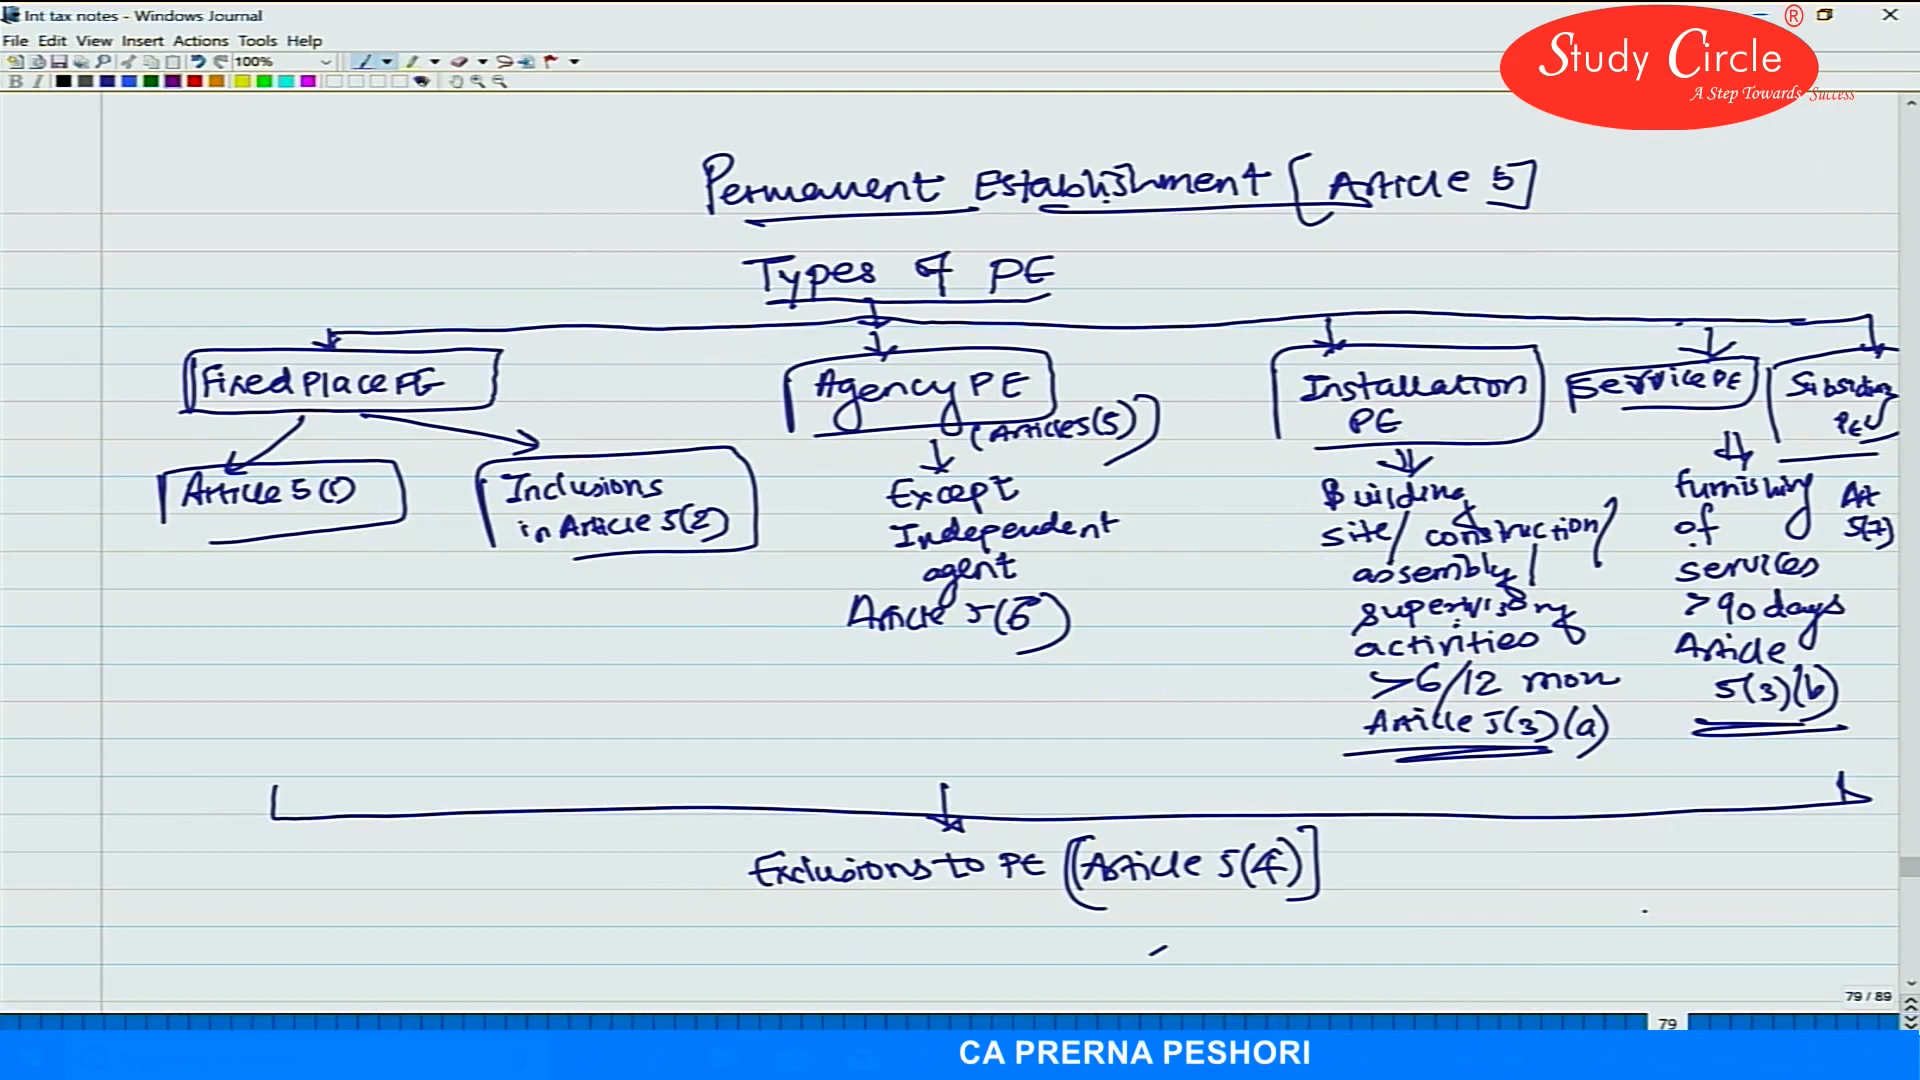 Int tax notes - Windows Journal
File Edit View Insert Actions Tools Help
100%
B I
Study Circle ®
A Step Towards Success
Permanent Establishment [Article 5]
Types of PE
Fixed Place PE
Agency PE
(Article 5(5))
Installation
PE
Service PE
Subsidiary
PE
Article 5(1)
Inclusions
in Article 5(2)
Except
Independent
agent
Article 5(6)
Building
site/ construction/
assembly/
supervisory
activities
>6/12 mon
Article 5(3)(a)
furnishing
of
services
>90 days
Article
5(3)(b)
Art
5(7)
Exclusions to PE [Article 5(4)]
79 / 89
79
CA PRERNA PESHORI